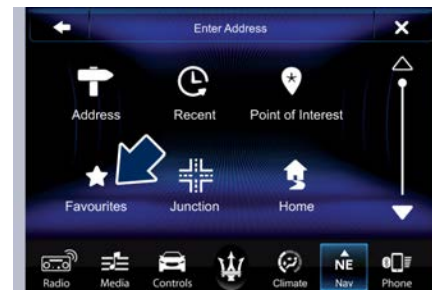 Enter Address
Address Recent Point of Interest
Favourites Junction Home
NE
Radio Media Controls Climate Nav Phone